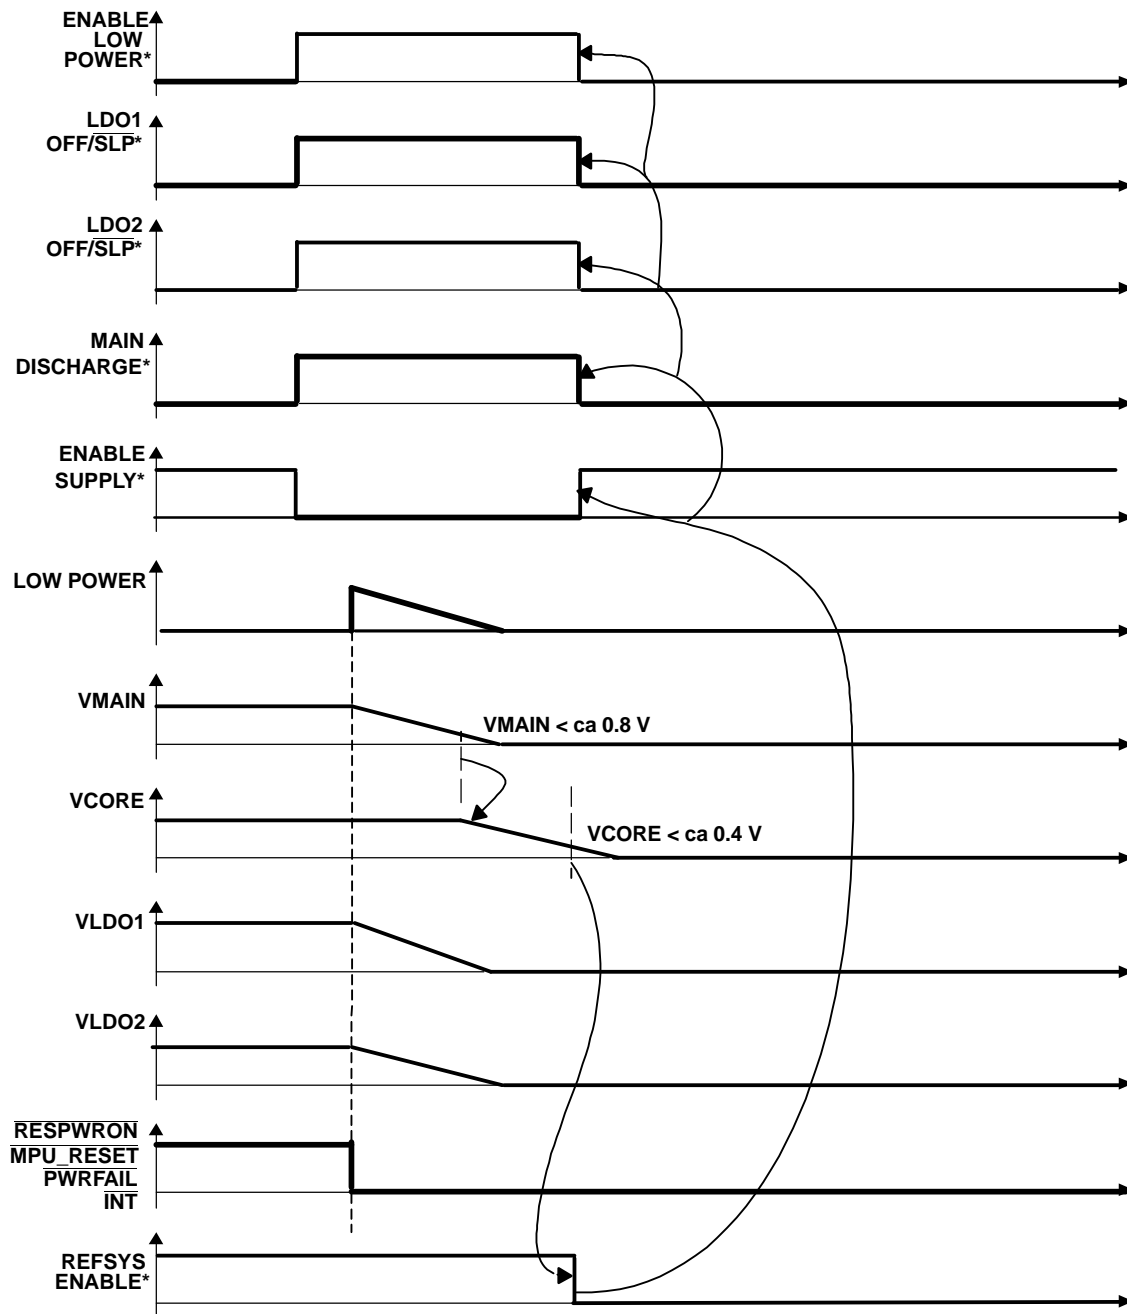 ENABLE
LOW
POWER*
LDO1
OFF/SLP*
LDO2
OFF/SLP*
MAIN
DISCHARGE*
ENABLE
SUPPLY*
LOW POWER
VMAIN
VMAIN < ca 0.8 V
VCORE
VCORE < ca 0.4 V
VLDO1
VLDO2
RESPWRON
MPU_RESET
PWRFAIL
INT
REFSYS
ENABLE*